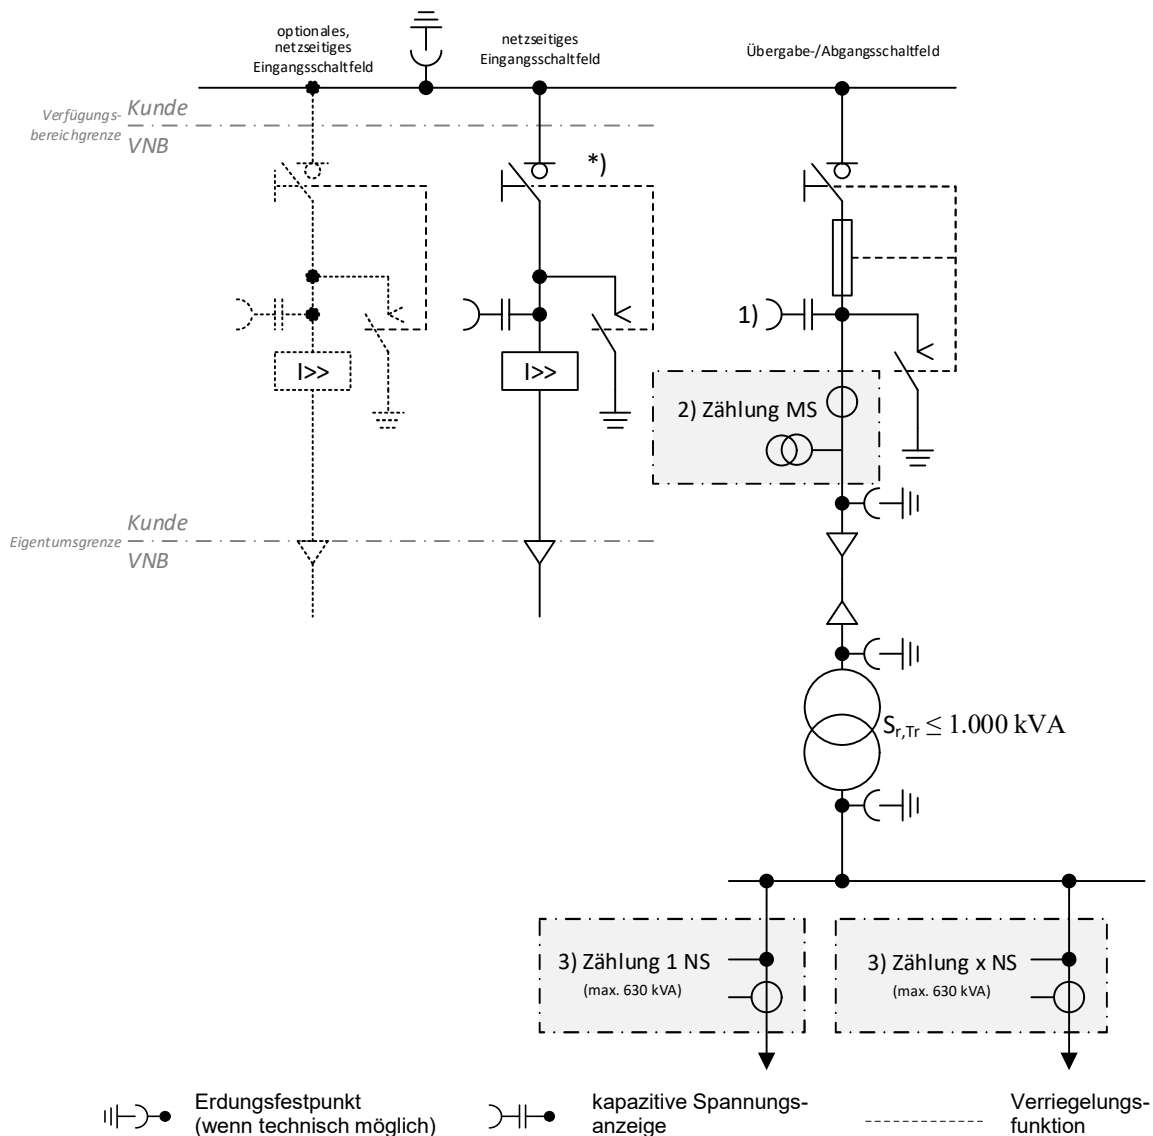 optionales,
netzseitiges
Eingangsschaltfeld
netzseitiges
Eingangsschaltfeld
Übergabe-/Abgangsschaltfeld
Verfügungs-
bereichgrenze
Kunde
VNB
*)
I>>
I>>
1)
2) Zählung MS
Eigentumsgrenze
Kunde
VNB
Sr,Tr ≤ 1.000 kVA
3) Zählung 1 NS
(max. 630 kVA)
3) Zählung x NS
(max. 630 kVA)
Erdungsfestpunkt
(wenn technisch möglich)
kapazitive Spannungs-
anzeige
Verriegelungs-
funktion